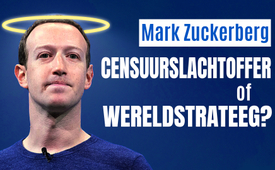 Mark Zuckerberg
CENSUURSLACHTOFFER
of
WERELDSTRATEEG?